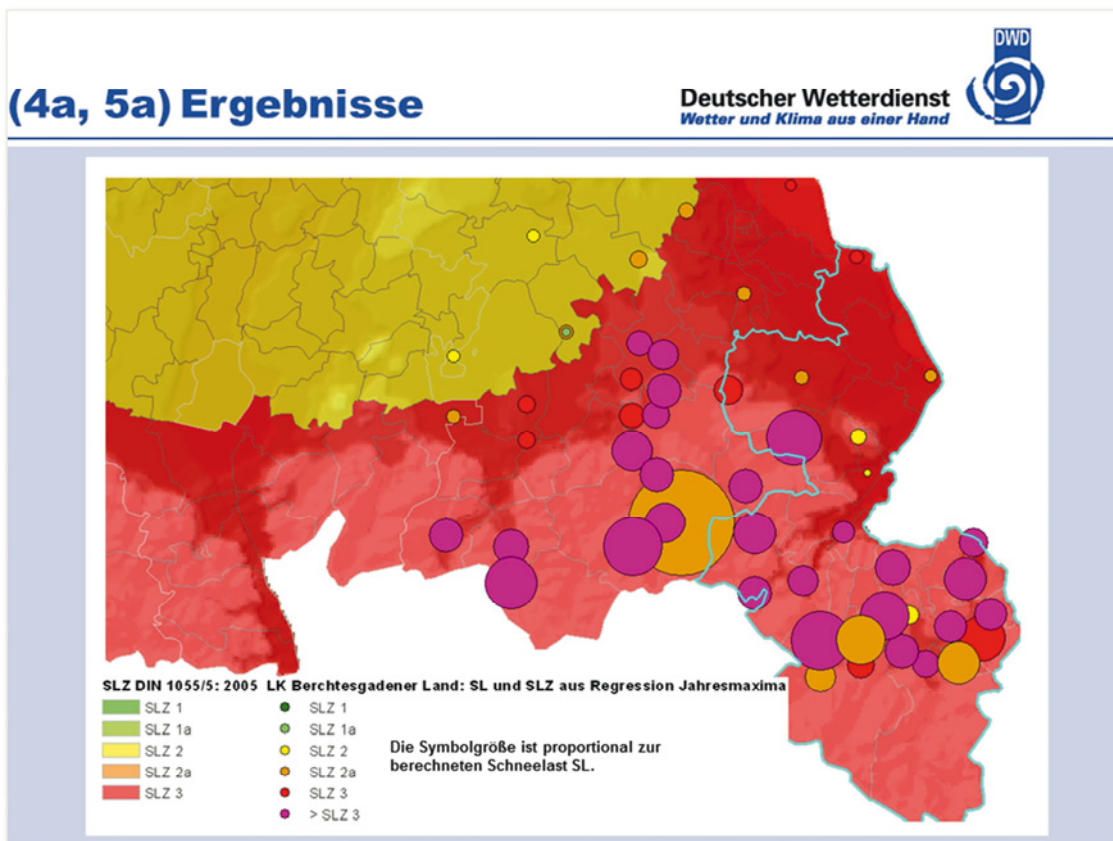 DWD
(4a, 5a) Ergebnisse
Deutscher Wetterdienst
Wetter und Klima aus einer Hand
SLZ DIN 1055/5: 2005 LK Berchtesgadener Land: SL und SLZ aus Regression Jahresmaxima
SLZ 1 SLZ 1
SLZ 1a SLZ 1a
SLZ 2 SLZ 2
SLZ 2a SLZ 2a
SLZ 3 SLZ 3
> SLZ 3
Die Symbolgröße ist proportional zur
berechneten Schneelast SL.